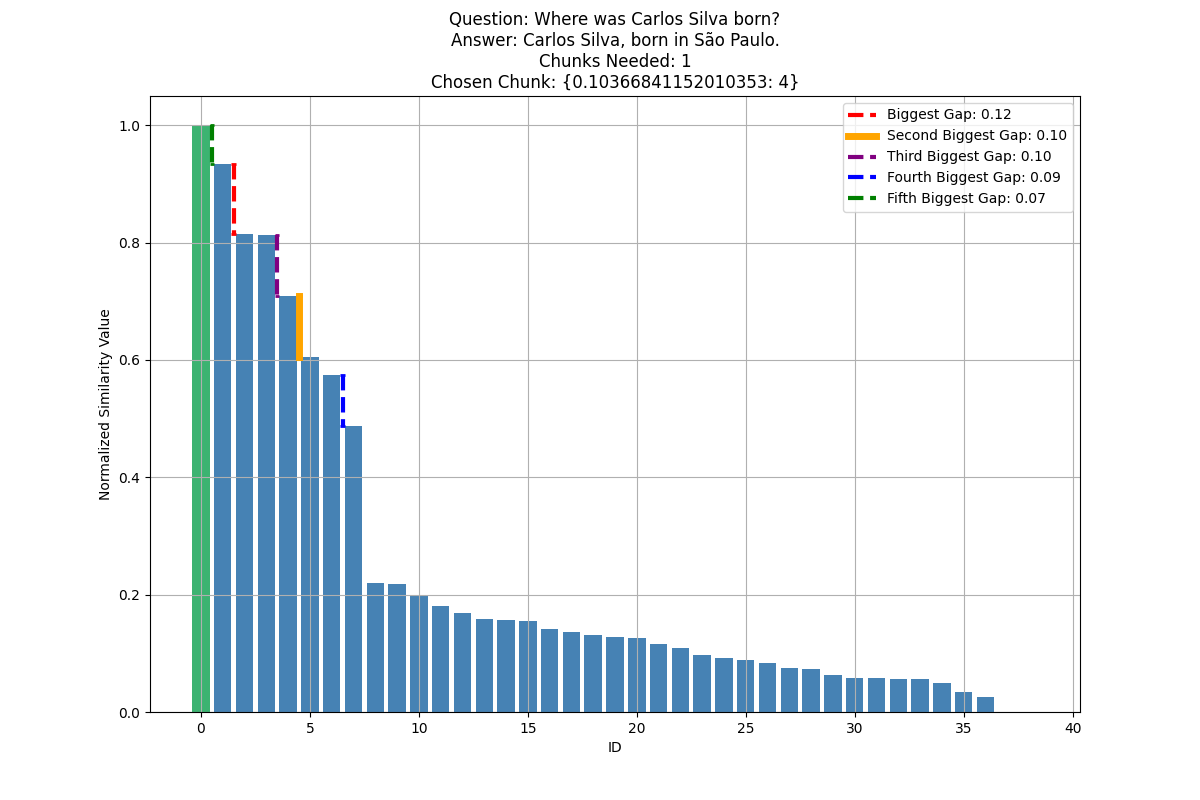 Question: Where was Carlos Silva born?
Answer: Carlos Silva, born in São Paulo.
Chunks Needed: 1
Chosen Chunk: {0.10366841152010353: 4}
Biggest Gap: 0.12
Second Biggest Gap: 0.10
Third Biggest Gap: 0.10
Fourth Biggest Gap: 0.09
Fifth Biggest Gap: 0.07
Normalized Similarity Value
1.0
0.8
0.6
0.4
0.2
0.0
0 5 10 15 20 25 30 35 40
ID